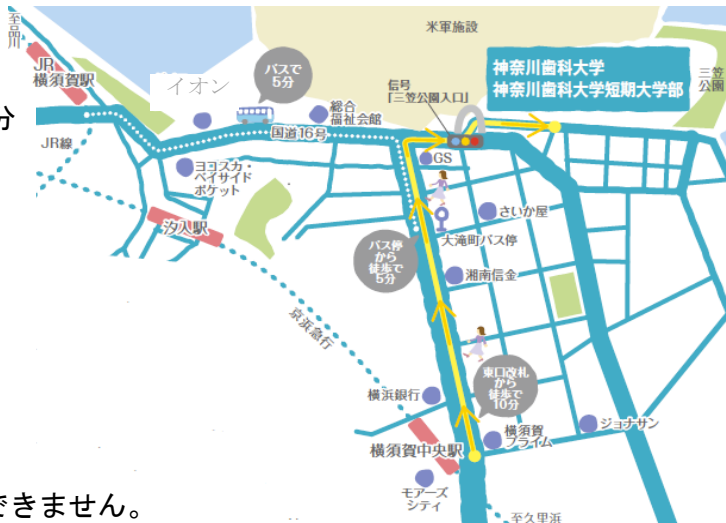 至品川
JR
横須賀駅
JR線
分
イオン
バスで
5分
総合
福祉会館
国道16号
米軍施設
信号
「三笠公園入口」
神奈川歯科大学
神奈川歯科大学短期大学部
三笠
公園
ヨコスカ・
ベイサイド
ポケット
汐入駅
GS
さいか屋
大滝町バス停
バス停
から
徒歩で
5分
湘南信金
京浜急行
東口改札
から
徒歩で
10分
横浜銀行
横須賀中央駅
横須賀
プライム
ジョナサン
モアーズ
シティ
至久里浜
できません。